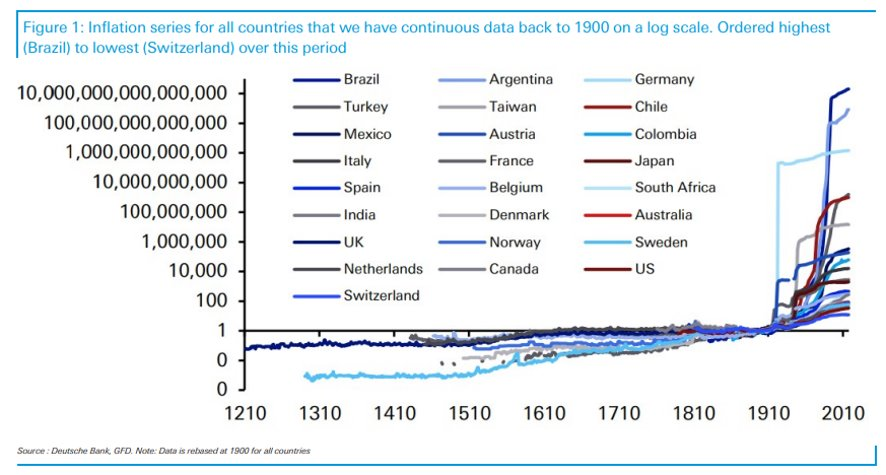 Figure 1: Inflation series for all countries that we have continuous data back to 1900 on a log scale. Ordered highest
(Brazil) to lowest (Switzerland) over this period
10,000,000,000,000,000
100,000,000,000,000
1,000,000,000,000
10,000,000,000
100,000,000
1,000,000
10,000
100
1
0
0
Brazil Argentina Germany
Turkey Taiwan Chile
Mexico Austria Colombia
Italy France Japan
Spain Belgium South Africa
India Denmark Australia
UK Norway Sweden
Netherlands Canada US
Switzerland
1210 1310 1410 1510 1610 1710 1810 1910 2010
Source : Deutsche Bank, GFD. Note: Data is rebased at 1900 for all countries